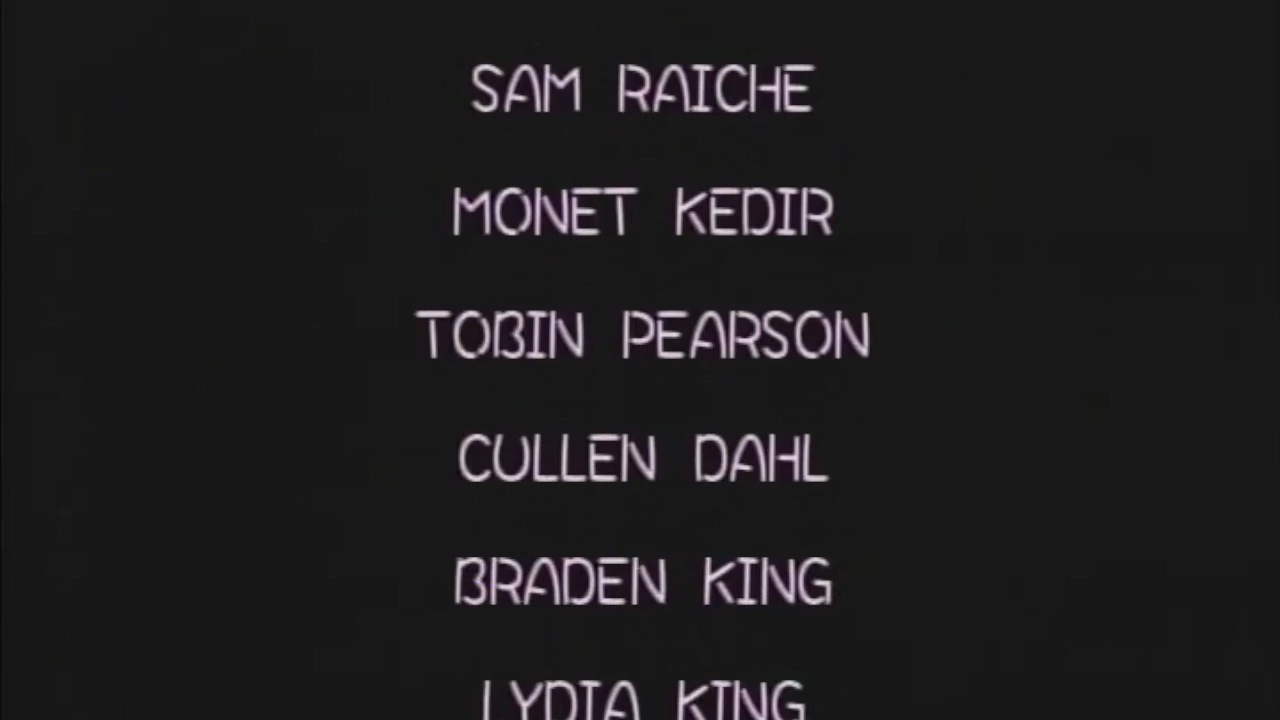 SAM RAICHE
MONET KEDIR
TOBIN PEARSON
CULLEN DAHL
BRADEN KING
LYDIA KING